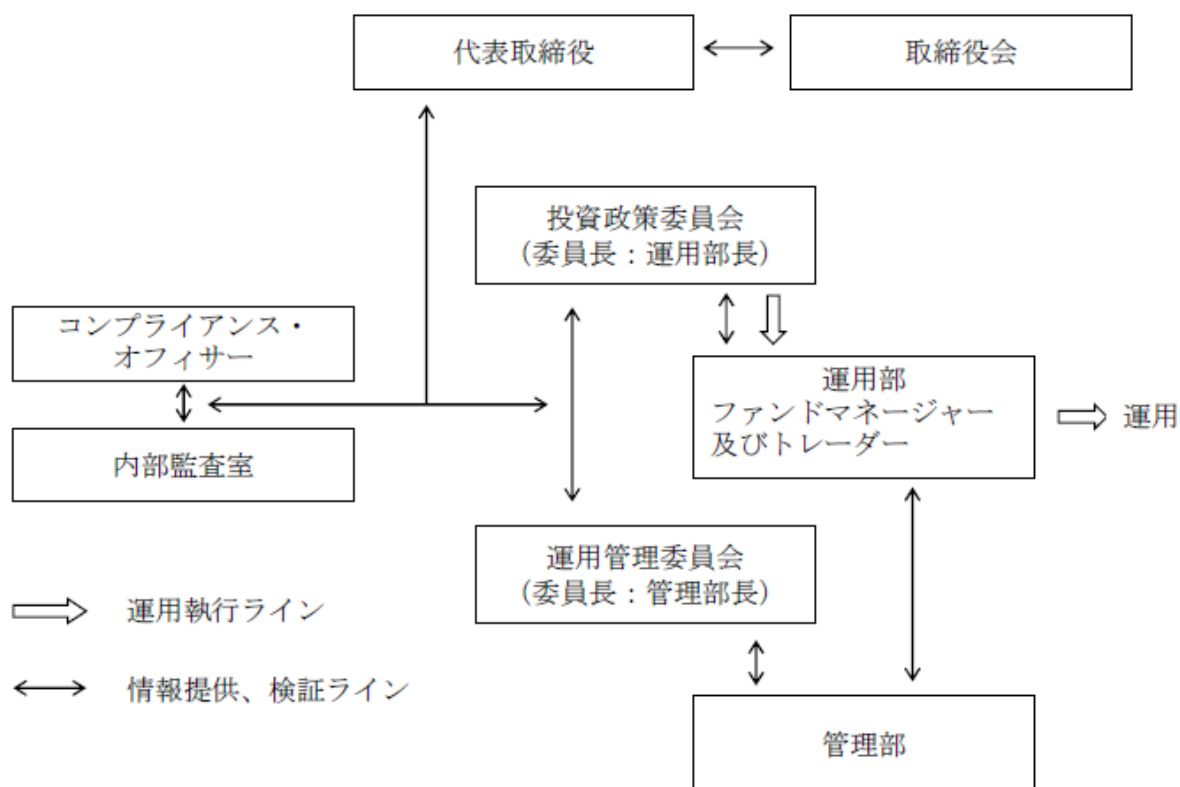 代表取締役
取締役会
投資政策委員会
(委員長:運用部長)
コンプライアンス・
オフィサー
運用部
ファンドマネージャー
及びトレーダー
運用
内部監査室
運用管理委員会
(委員長:管理部長)
運用執行ライン
情報提供、検証ライン
管理部